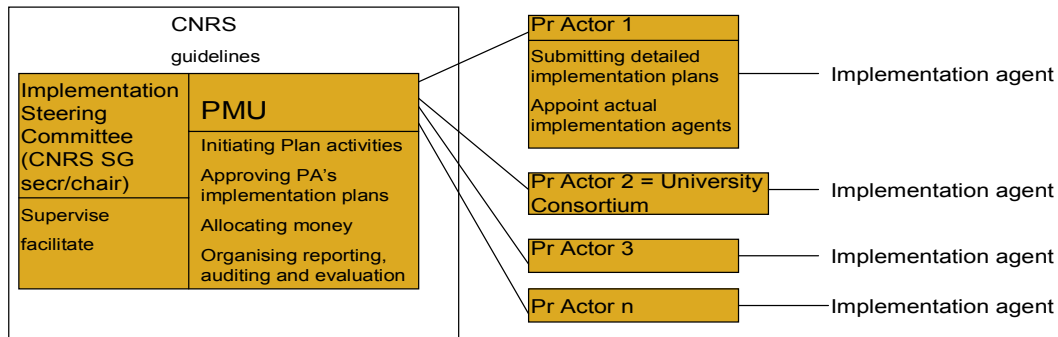 CNRS
guidelines
Implementation
Steering
Committee
(CNRS SG
secr/chair)
Supervise
facilitate
PMU
Initiating Plan activities
Approving PA's
implementation plans
Allocating money
Organising reporting,
auditing and evaluation
Pr Actor 1
Submitting detailed
implementation plans
Appoint actual
implementation agents
Implementation agent
Pr Actor 2 = University
Consortium
Implementation agent
Pr Actor 3
Implementation agent
Pr Actor n
Implementation agent